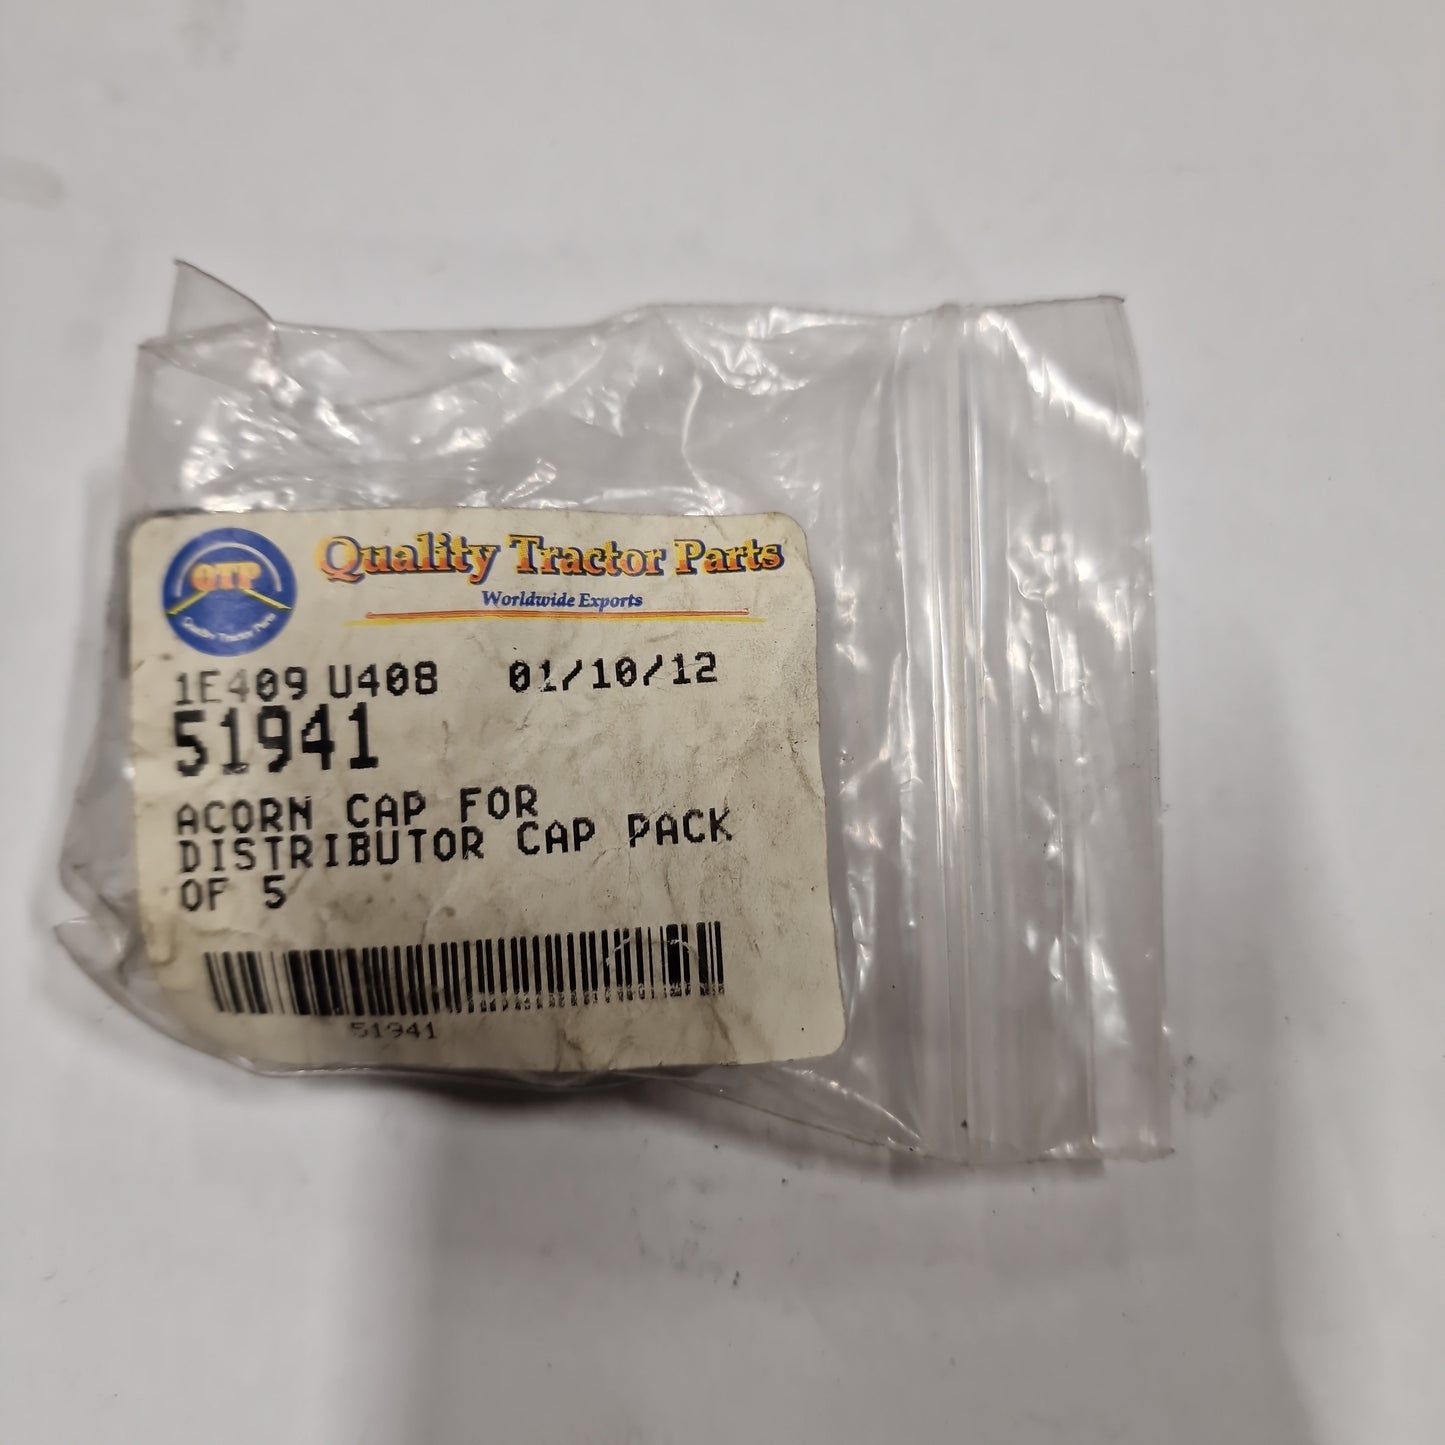 QTP
Quality Tractor Parts
Quality Tractor Parts
Worldwide Exports
1E409 U408 01/10/12
51941
ACORN CAP FOR
DISTRIBUTOR CAP PACK
OF 5
51941